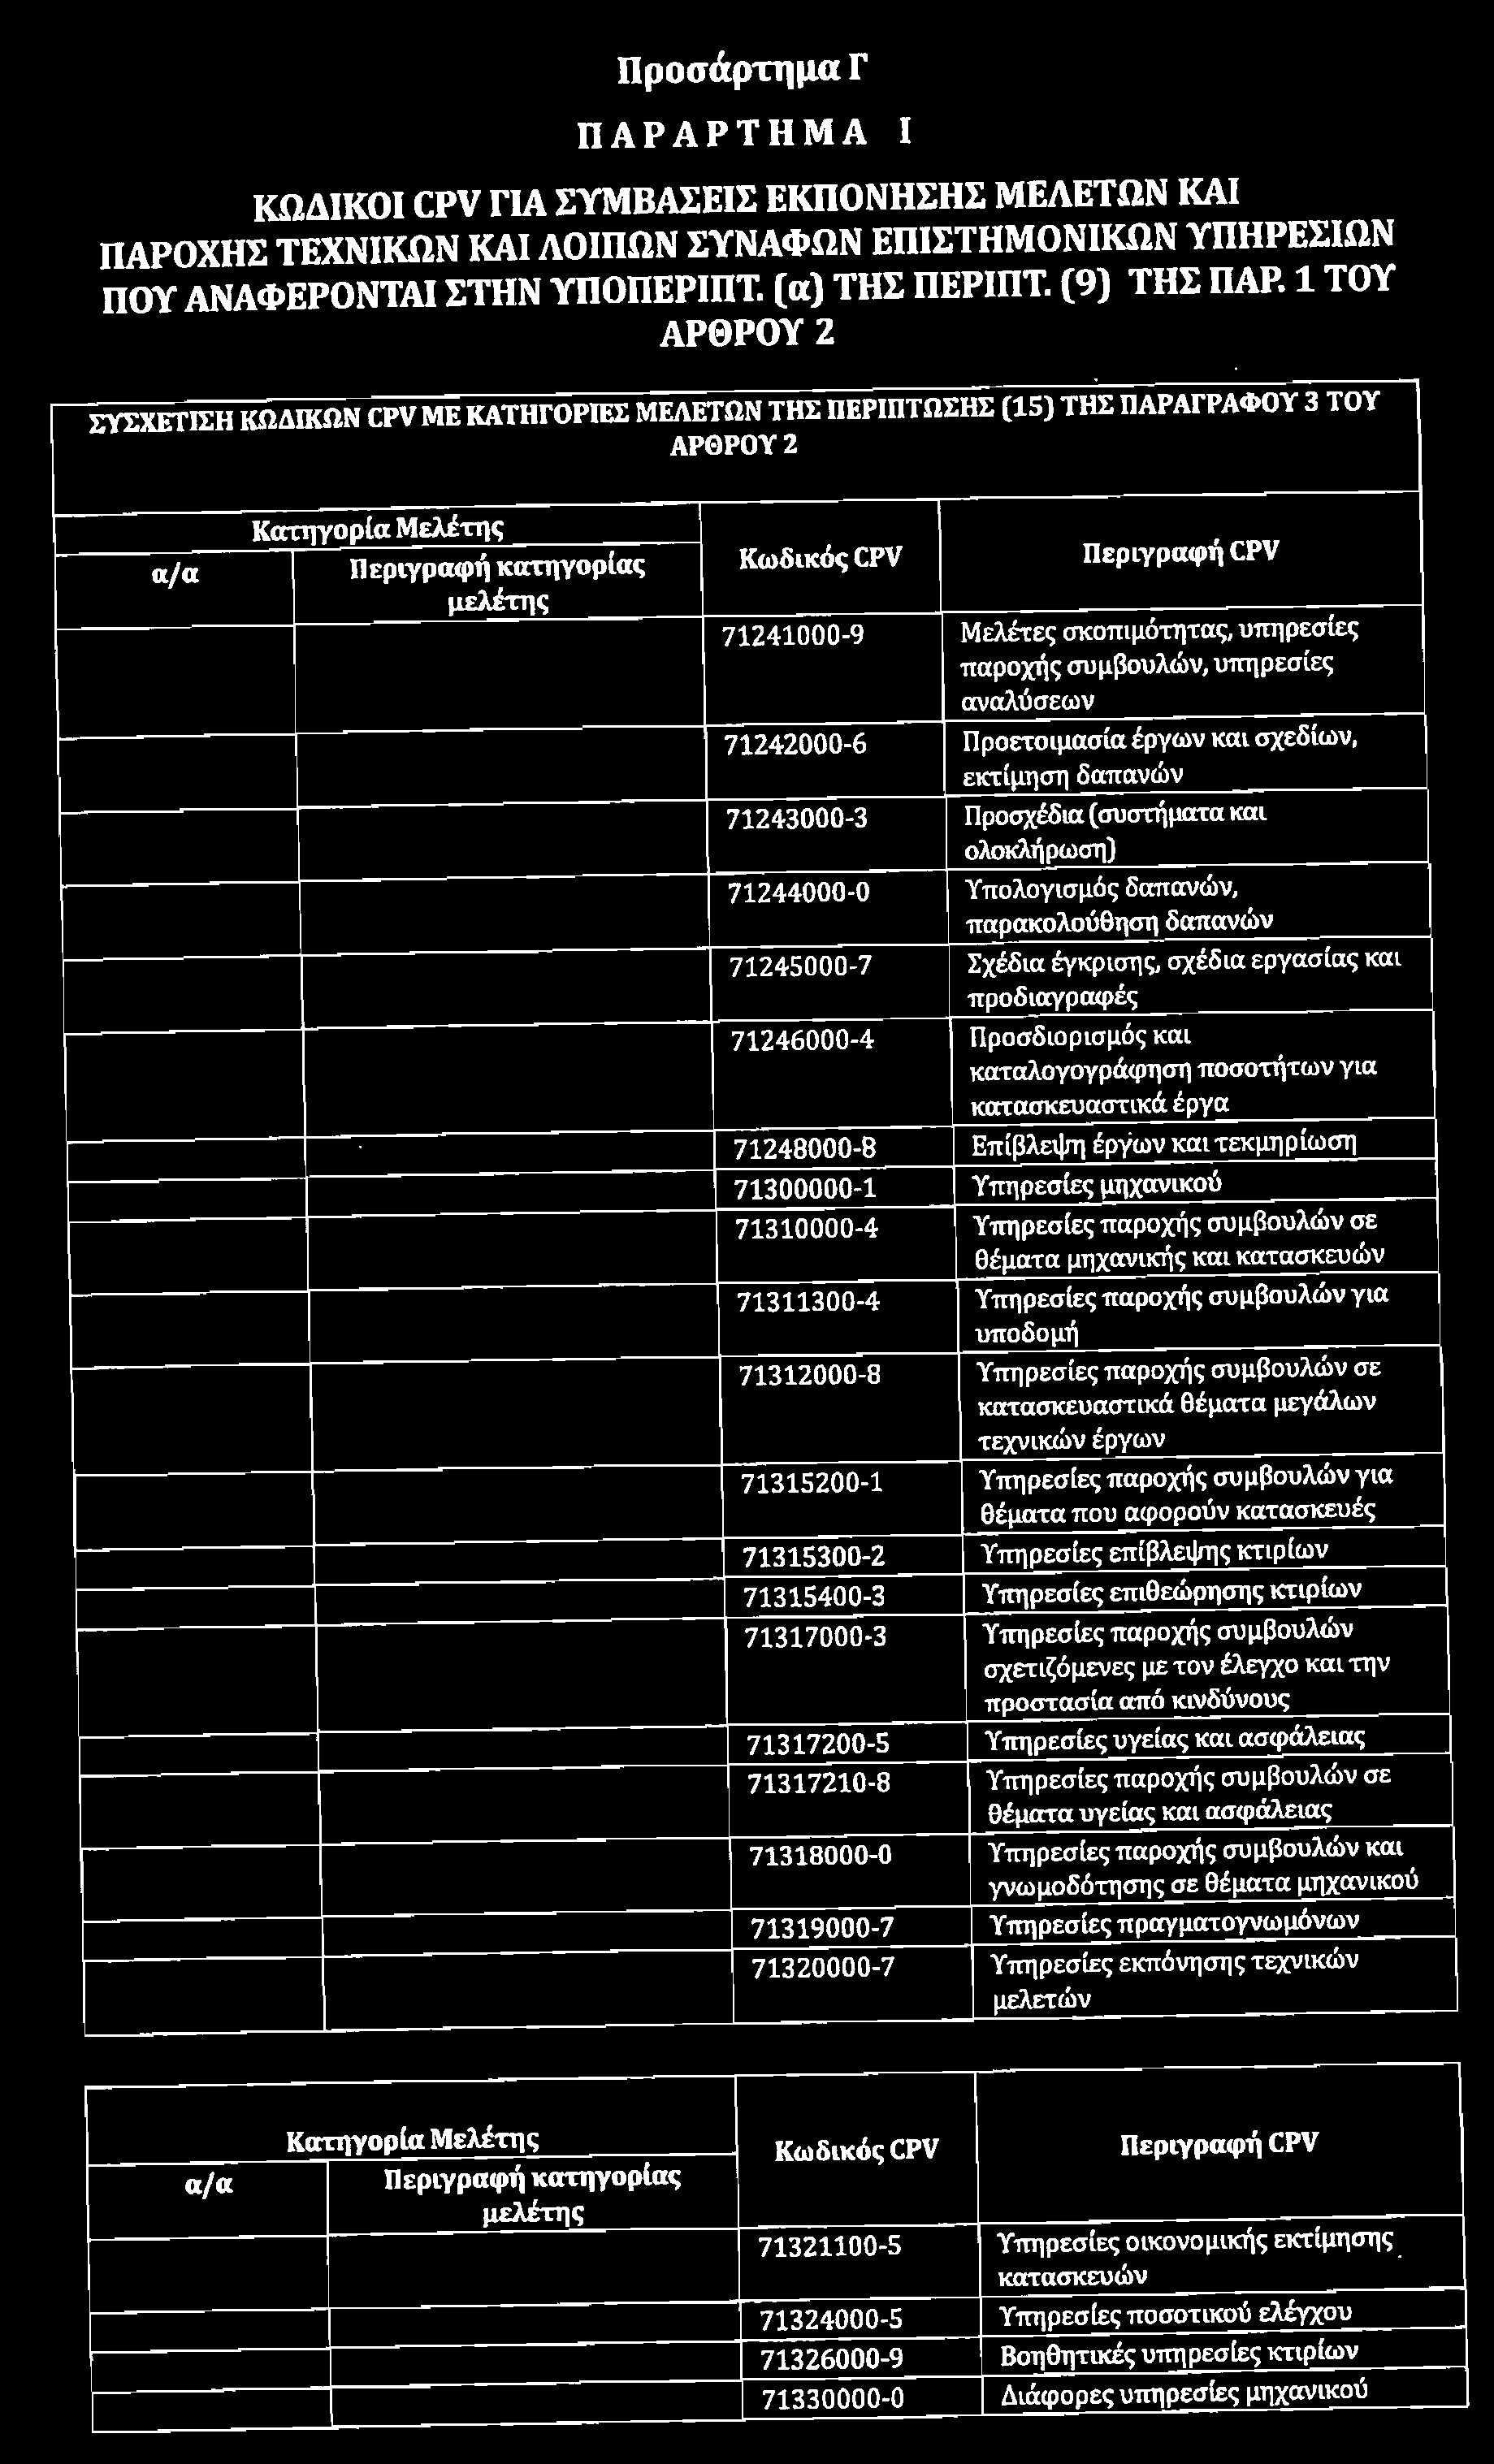 Προσάρτημα Γ
ΠΑΡΑΡΤΗΜΑ Ι
ΚΩΔΙΚΟΙ CPV ΓΙΑ ΣΥΜΒΑΣΕΙΣ ΕΚΠΟΝΗΣΗΣ ΜΕΛΕΤΩΝ ΚΑΙ
ΠΑΡΟΧΗΣ ΤΕΧΝΙΚΩΝ ΚΑΙ ΛΟΙΠΩΝ ΣΥΝΑΦΩΝ ΕΠΙΣΤΗΜΟΝΙΚΩΝ ΥΠΗΡΕΣΙΩΝ
ΠΟΥ ΑΝΑΦΕΡΟΝΤΑΙ ΣΤΗΝ ΥΠΟΠΕΡΙΠΤ. (α) ΤΗΣ ΠΕΡΙΠΤ. (9) ΤΗΣ ΠΑΡ. 1 ΤΟΥ
ΑΡΘΡΟΥ 2
ΣΥΣΧΕΤΙΣΗ ΚΩΔΙΚΩΝ CPV ΜΕ ΚΑΤΗΓΟΡΙΕΣ ΜΕΛΕΤΩΝ ΤΗΣ ΠΕΡΙΠΤΩΣΗΣ (15) ΤΗΣ ΠΑΡΑΓΡΑΦΟΥ 3 ΤΟΥ
ΑΡΘΡΟΥ 2
Κατηγορία Μελέτης
α/α
Περιγραφή κατηγορίας
μελέτης
Κωδικός CPV
Περιγραφή CPV
71241000-9 Μελέτες σκοπιμότητας, υπηρεσίες
παροχής συμβουλών, υπηρεσίες
αναλύσεων
71242000-6 Προετοιμασία έργων και σχεδίων,
εκτίμηση δαπανών
71243000-3 Προσχέδια (συστήματα και
ολοκλήρωση)
71244000-0 Υπολογισμός δαπανών,
παρακολούθηση δαπανών
71245000-7 Σχέδια έγκρισης, σχέδια εργασίας και
προδιαγραφές
71246000-4 Προσδιορισμός και
καταλογογράφηση ποσοτήτων για
κατασκευαστικά έργα
71248000-8 Επίβλεψη έργων και τεκμηρίωση
71300000-1 Υπηρεσίες μηχανικού
71310000-4 Υπηρεσίες παροχής συμβουλών σε
θέματα μηχανικής και κατασκευών
71311300-4 Υπηρεσίες παροχής συμβουλών για
υποδομή
71312000-8 Υπηρεσίες παροχής συμβουλών σε
κατασκευαστικά θέματα μεγάλων
τεχνικών έργων
71315200-1 Υπηρεσίες παροχής συμβουλών για
θέματα που αφορούν κατασκευές
71315300-2 Υπηρεσίες επίβλεψης κτιρίων
71315400-3 Υπηρεσίες επιθεώρησης κτιρίων
71317000-3 Υπηρεσίες παροχής συμβουλών
σχετιζόμενες με τον έλεγχο και την
προστασία από κινδύνους
71317200-5 Υπηρεσίες υγείας και ασφάλειας
71317210-8 Υπηρεσίες παροχής συμβουλών σε
θέματα υγείας και ασφάλειας
71318000-0 Υπηρεσίες παροχής συμβουλών και
γνωμοδότησης σε θέματα μηχανικού
71319000-7 Υπηρεσίες πραγματογνωμόνων
71320000-7 Υπηρεσίες εκπόνησης τεχνικών
μελετών
Κατηγορία Μελέτης
α/α
Περιγραφή κατηγορίας
μελέτης
Κωδικός CPV
Περιγραφή CPV
71321100-5 Υπηρεσίες οικονομικής εκτίμησης
κατασκευών
71324000-5 Υπηρεσίες ποσοτικού ελέγχου
71326000-9 Βοηθητικές υπηρεσίες κτιρίων
71330000-0 Διάφορες υπηρεσίες μηχανικού